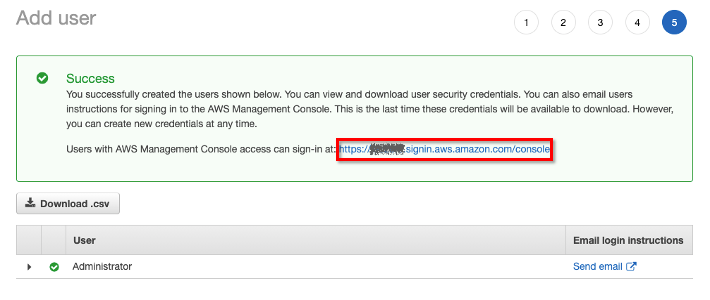 Add user
1 2 3 4 5
Success
You successfully created the users shown below. You can view and download user security credentials. You can also email users
instructions for signing in to the AWS Management Console. This is the last time these credentials will be available to download. However,
you can create new credentials at any time.
Users with AWS Management Console access can sign-in at: https:// .signin.aws.amazon.com/console
Download .csv
User Email login instructions
Administrator Send email